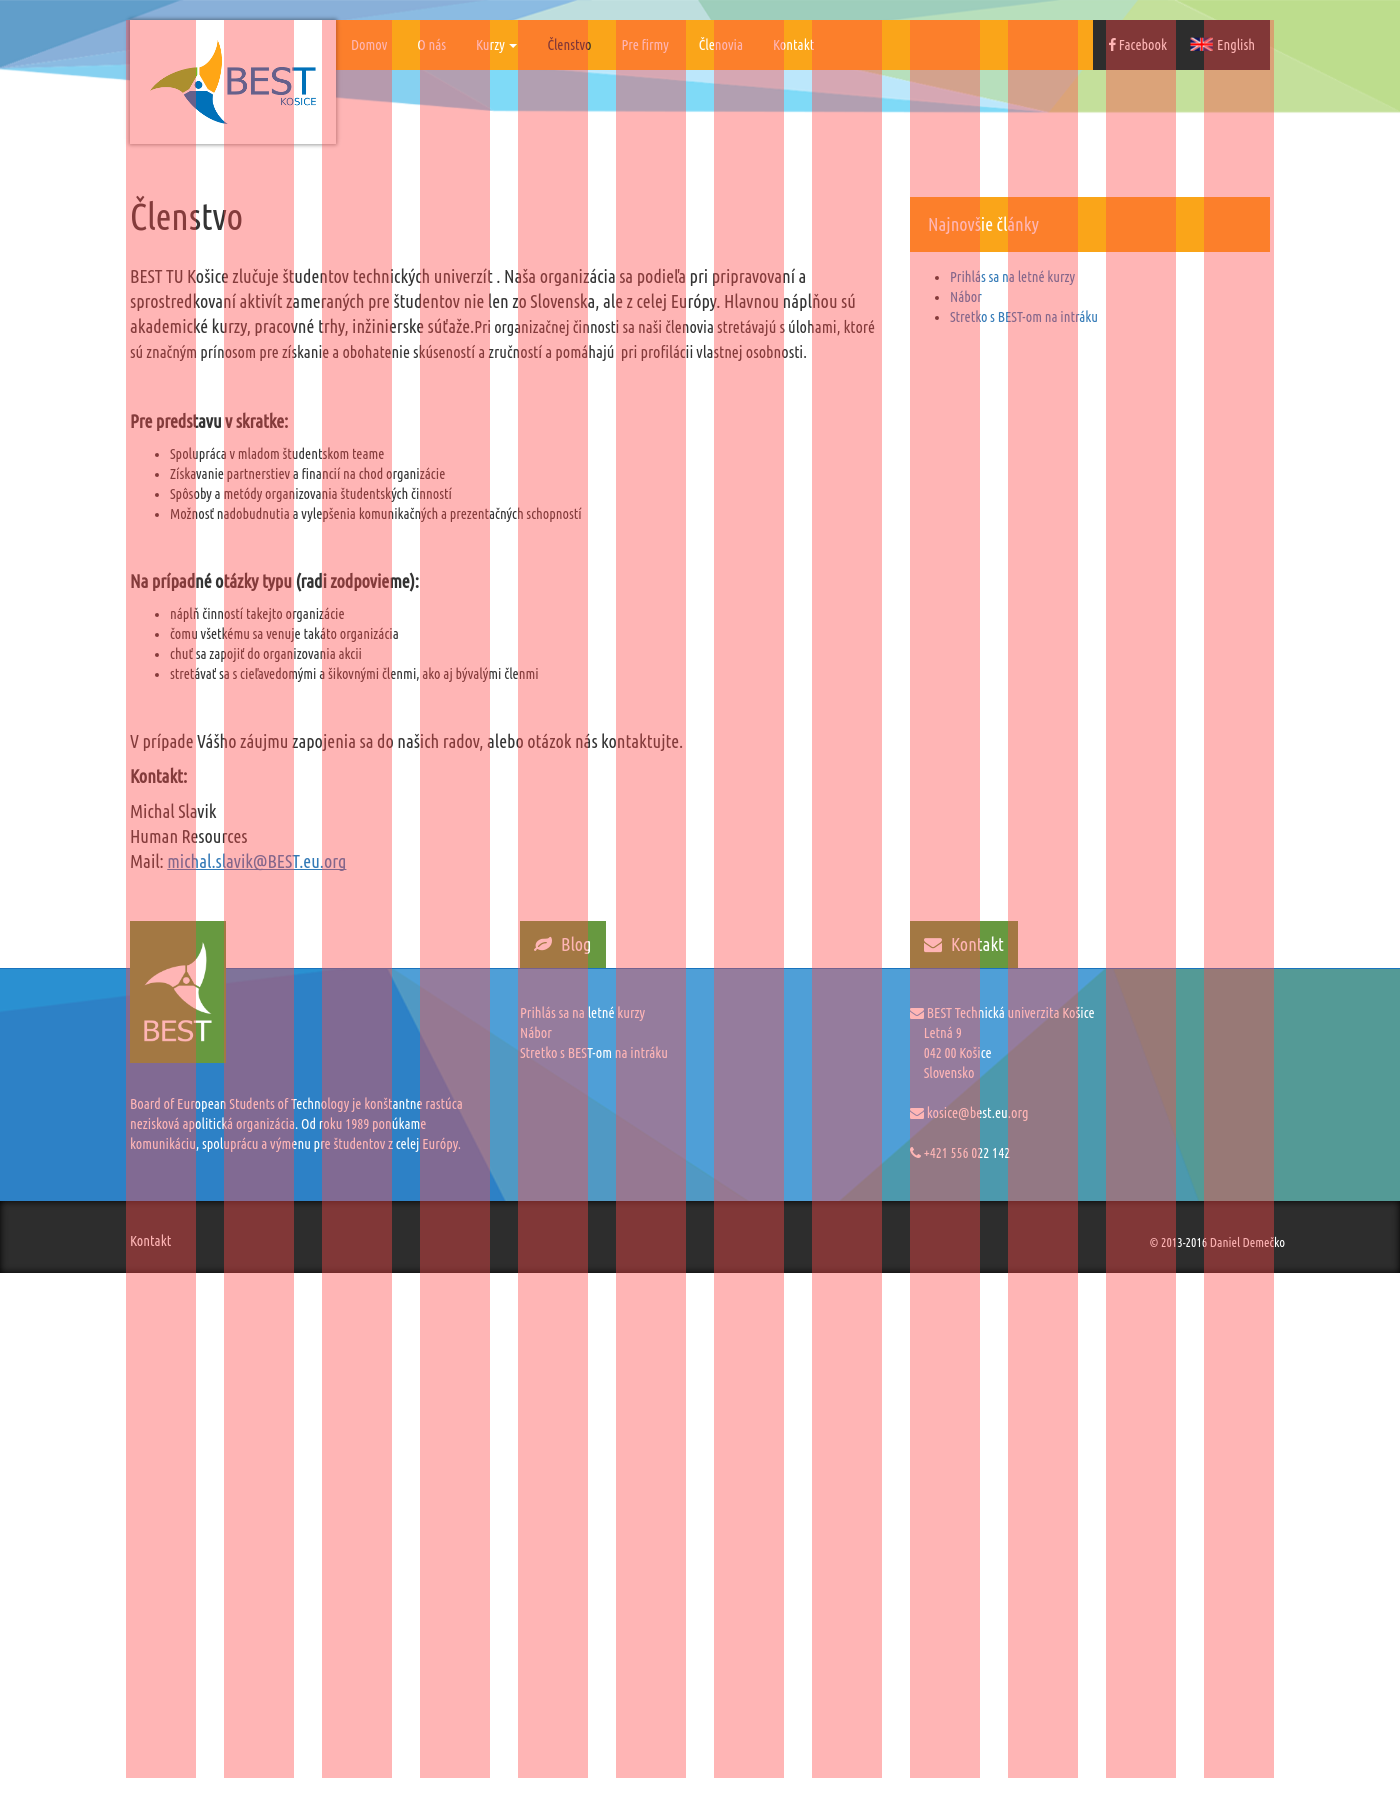 BEST
KOSICE
Domov O nás Kurzy Členstvo Pre firmy Členovia Kontakt Facebook English
Členstvo
BEST TU Košice zlučuje študentov technických univerzít . Naša organizácia sa podieľa pri pripravovaní a
sprostredkovaní aktivít zameraných pre študentov nie len zo Slovenska, ale z celej Európy. Hlavnou náplňou sú
akademické kurzy, pracovné trhy, inžinierske súťaže.Pri organizačnej činnosti sa naši členovia stretávajú s úlohami, ktoré
sú značným prínosom pre získanie a obohatenie skúseností a zručností a pomáhajú  pri profilácii vlastnej osobnosti.
Pre predstavu v skratke:
Spolupráca v mladom študentskom teame
Získavanie partnerstiev a financií na chod organizácie
Spôsoby a metódy organizovania študentských činností
Možnosť nadobudnutia a vylepšenia komunikačných a prezentačných schopností
Na prípadné otázky typu (radi zodpovieme):
náplň činností takejto organizácie
čomu všetkému sa venuje takáto organizácia
chuť sa zapojiť do organizovania akcii
stretávať sa s cieľavedomými a šikovnými členmi, ako aj bývalými členmi
V prípade Vášho záujmu zapojenia sa do našich radov, alebo otázok nás kontaktujte.
Kontakt:
Michal Slavik
Human Resources
Mail: michal.slavik@BEST.eu.org
Najnovšie články
Prihlás sa na letné kurzy
Nábor
Stretko s BEST-om na intráku
BEST
Board of European Students of Technology je konštantne rastúca
nezisková apolitická organizácia. Od roku 1989 ponúkame
komunikáciu, spoluprácu a výmenu pre študentov z celej Európy.
Blog
Prihlás sa na letné kurzy
Nábor
Stretko s BEST-om na intráku
Kontakt
BEST Technická univerzita Košice
Letná 9
042 00 Košice
Slovensko
kosice@best.eu.org
+421 556 022 142
Kontakt
© 2013-2016 Daniel Demečko